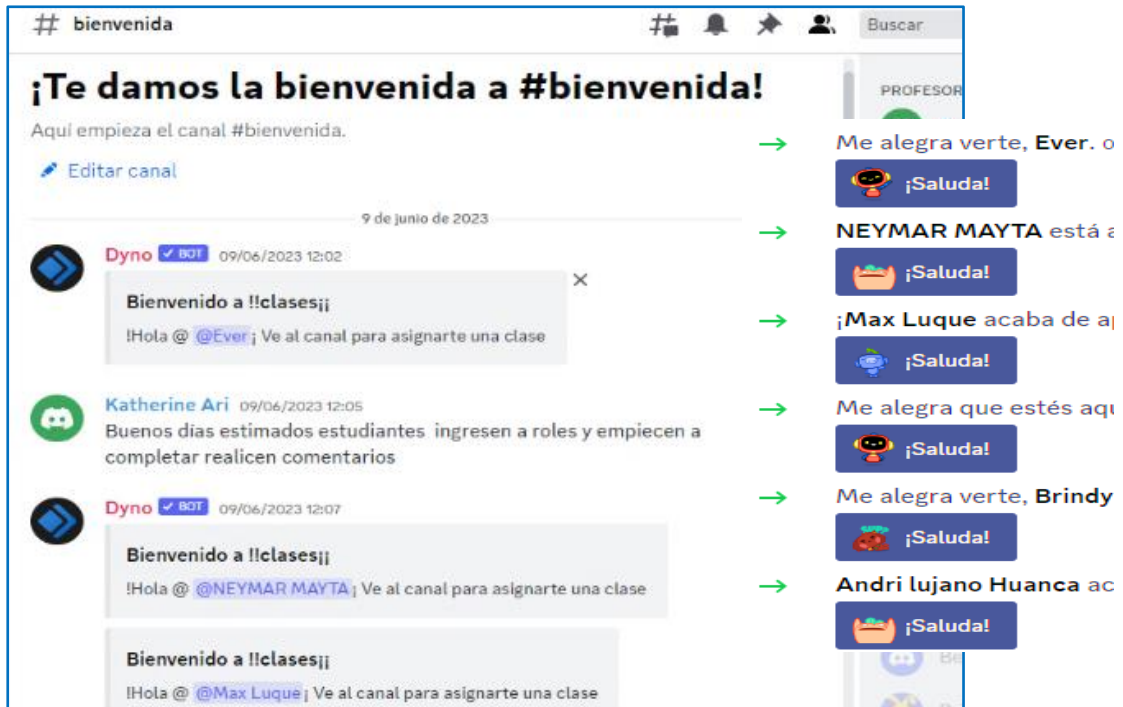 bienvenida
Buscar
¡Te damos la bienvenida a #bienvenida!
Aquí empieza el canal #bienvenida.
Editar canal
9 de junio de 2023
Dyno BOT 09/06/2023 12:02
Bienvenido a !!clases¡¡
!Hola @ @Ever¡ Ve al canal para asignarte una clase
Katherine Ari 09/06/2023 12:05
Buenos días estimados estudiantes ingresen a roles y empiecen a
completar realicen comentarios
Dyno BOT 09/06/2023 12:07
Bienvenido a !!clases¡¡
!Hola @ @NEYMAR MAYTA¡ Ve al canal para asignarte una clase
Bienvenido a !!clases¡¡
!Hola @ @Max Luque¡ Ve al canal para asignarte una clase
PROFESOR
→ Me alegra verte, Ever.
¡Saluda!
→ NEYMAR MAYTA está
¡Saluda!
→ ¡Max Luque acaba de
¡Saluda!
→ Me alegra que estés
¡Saluda!
→ Me alegra verte, Brindy
¡Saluda!
→ Andri lujano Huanca
¡Saluda!